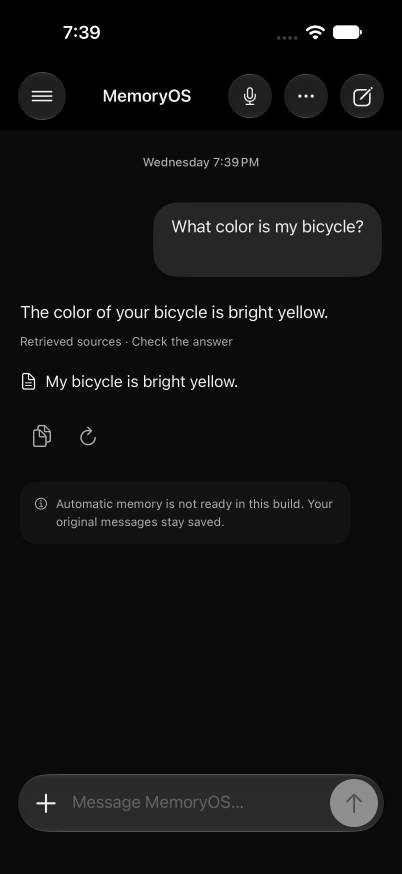 7:39
MemoryOS
Wednesday 7:39 PM
What color is my bicycle?
The color of your bicycle is bright yellow.
Retrieved sources · Check the answer
My bicycle is bright yellow.
Automatic memory is not ready in this build. Your
original messages stay saved.
Message MemoryOS...